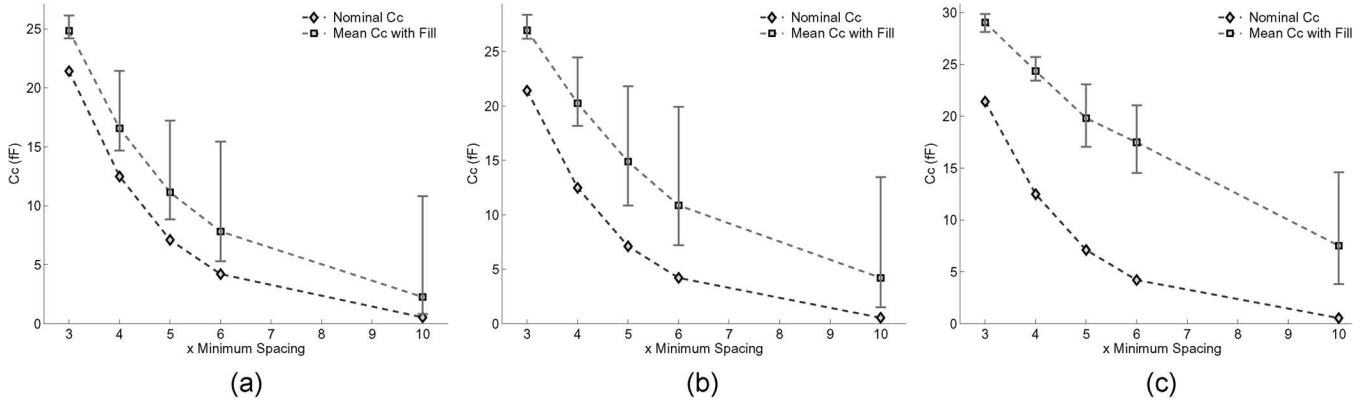 Nominal Cc
Mean Cc with Fill
25
20
15
10
5
0
Cc (fF)
3 4 5 6 7 8 9 10
x Minimum Spacing
(a)
Nominal Cc
Mean Cc with Fill
25
20
15
10
5
0
Cc (fF)
3 4 5 6 7 8 9 10
x Minimum Spacing
(b)
Nominal Cc
Mean Cc with Fill
30
25
20
15
10
5
0
Cc (fF)
3 4 5 6 7 8 9 10
x Minimum Spacing
(c)